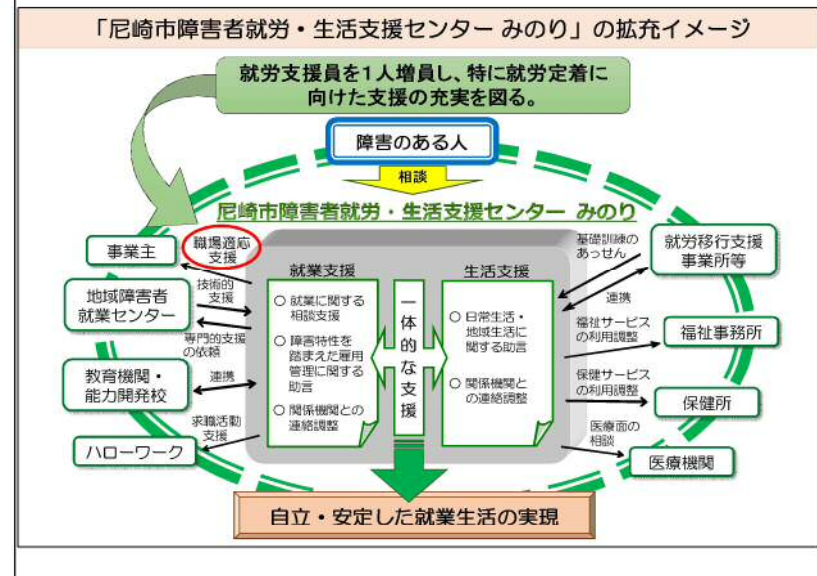 「尼崎市障害者就労・生活支援センター みのり」の拡充イメージ
就労支援員を1人増員し、特に就労定着に
向けた支援の充実を図る。
障害のある人
相談
尼崎市障害者就労・生活支援センター みのり
事業主
職場適応
支援
地域障害者
就業センター
技術的
支援
専門的支援
の依頼
教育機関・
能力開発校
連携
求職活動
支援
ハローワーク
就業支援
○ 就業に関する
相談支援
○ 障害特性を
踏まえた雇用
管理に関する
助言
○ 関係機関との
連絡調整
一体的な支援
生活支援
○ 日常生活・
地域生活に
関する助言
○ 関係機関と
の連絡調整
基礎訓練の
あっせん
就労移行支援
事業所等
連携
福祉サービス
の利用調整
福祉事務所
保健サービス
の利用調整
保健所
医療面の
相談
医療機関
自立・安定した就業生活の実現